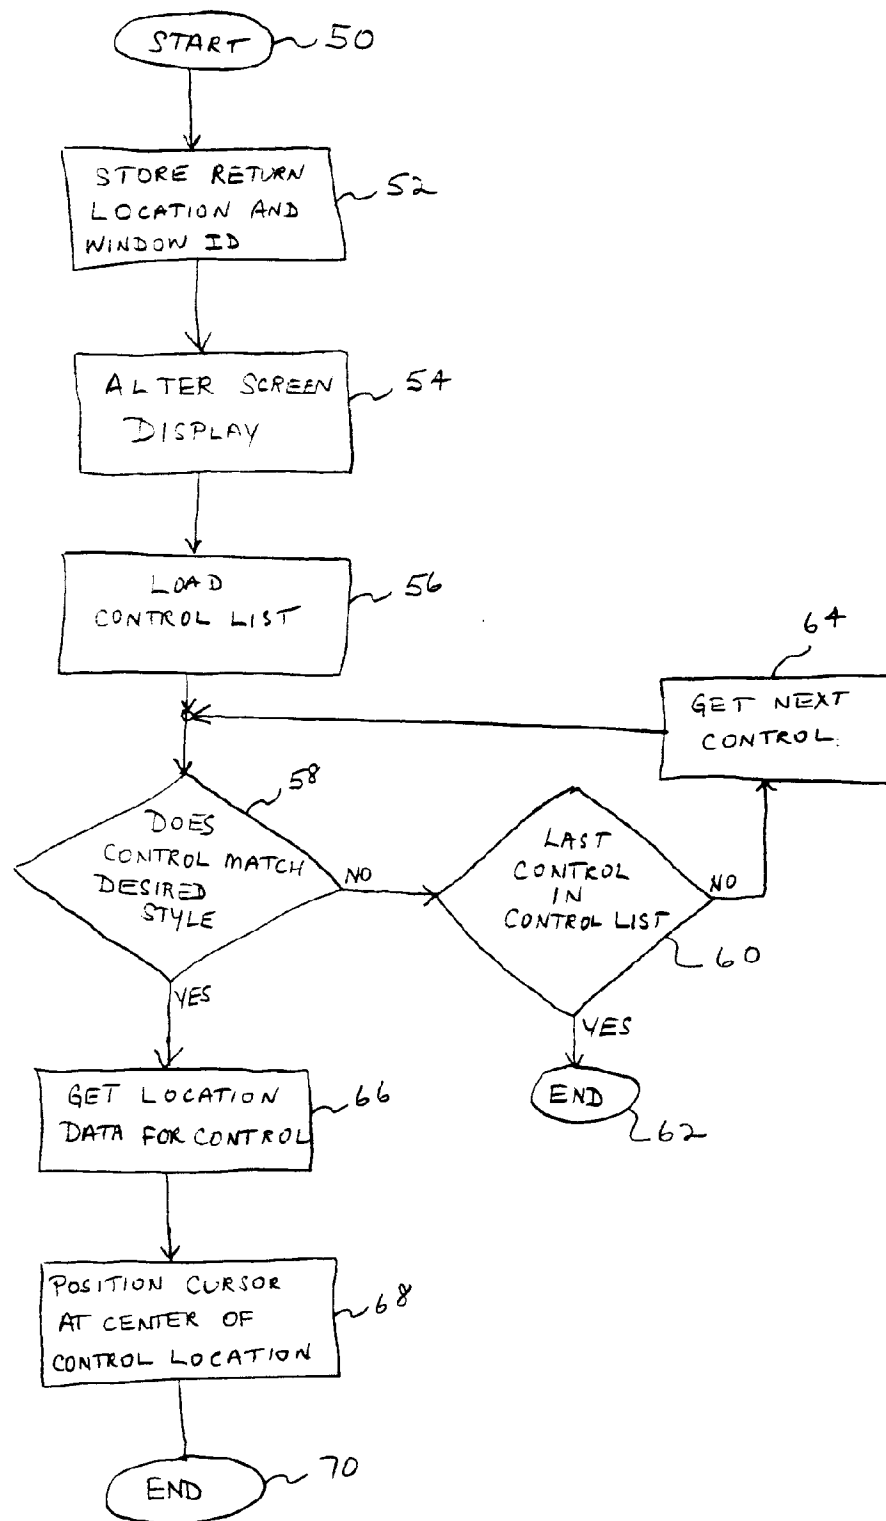 START
50
STORE RETURN
LOCATION AND
WINDOW ID
52
ALTER SCREEN
DISPLAY
54
LOAD
CONTROL LIST
56
64
GET NEXT
CONTROL.
58
DOES
CONTROL MATCH
DESIRED
STYLE
NO
LAST
CONTROL
IN
CONTROL LIST
NO
60
YES
YES
GET LOCATION
DATA FOR CONTROL
66
END
62
POSITION CURSOR
AT CENTER OF
CONTROL LOCATION
68
END
70